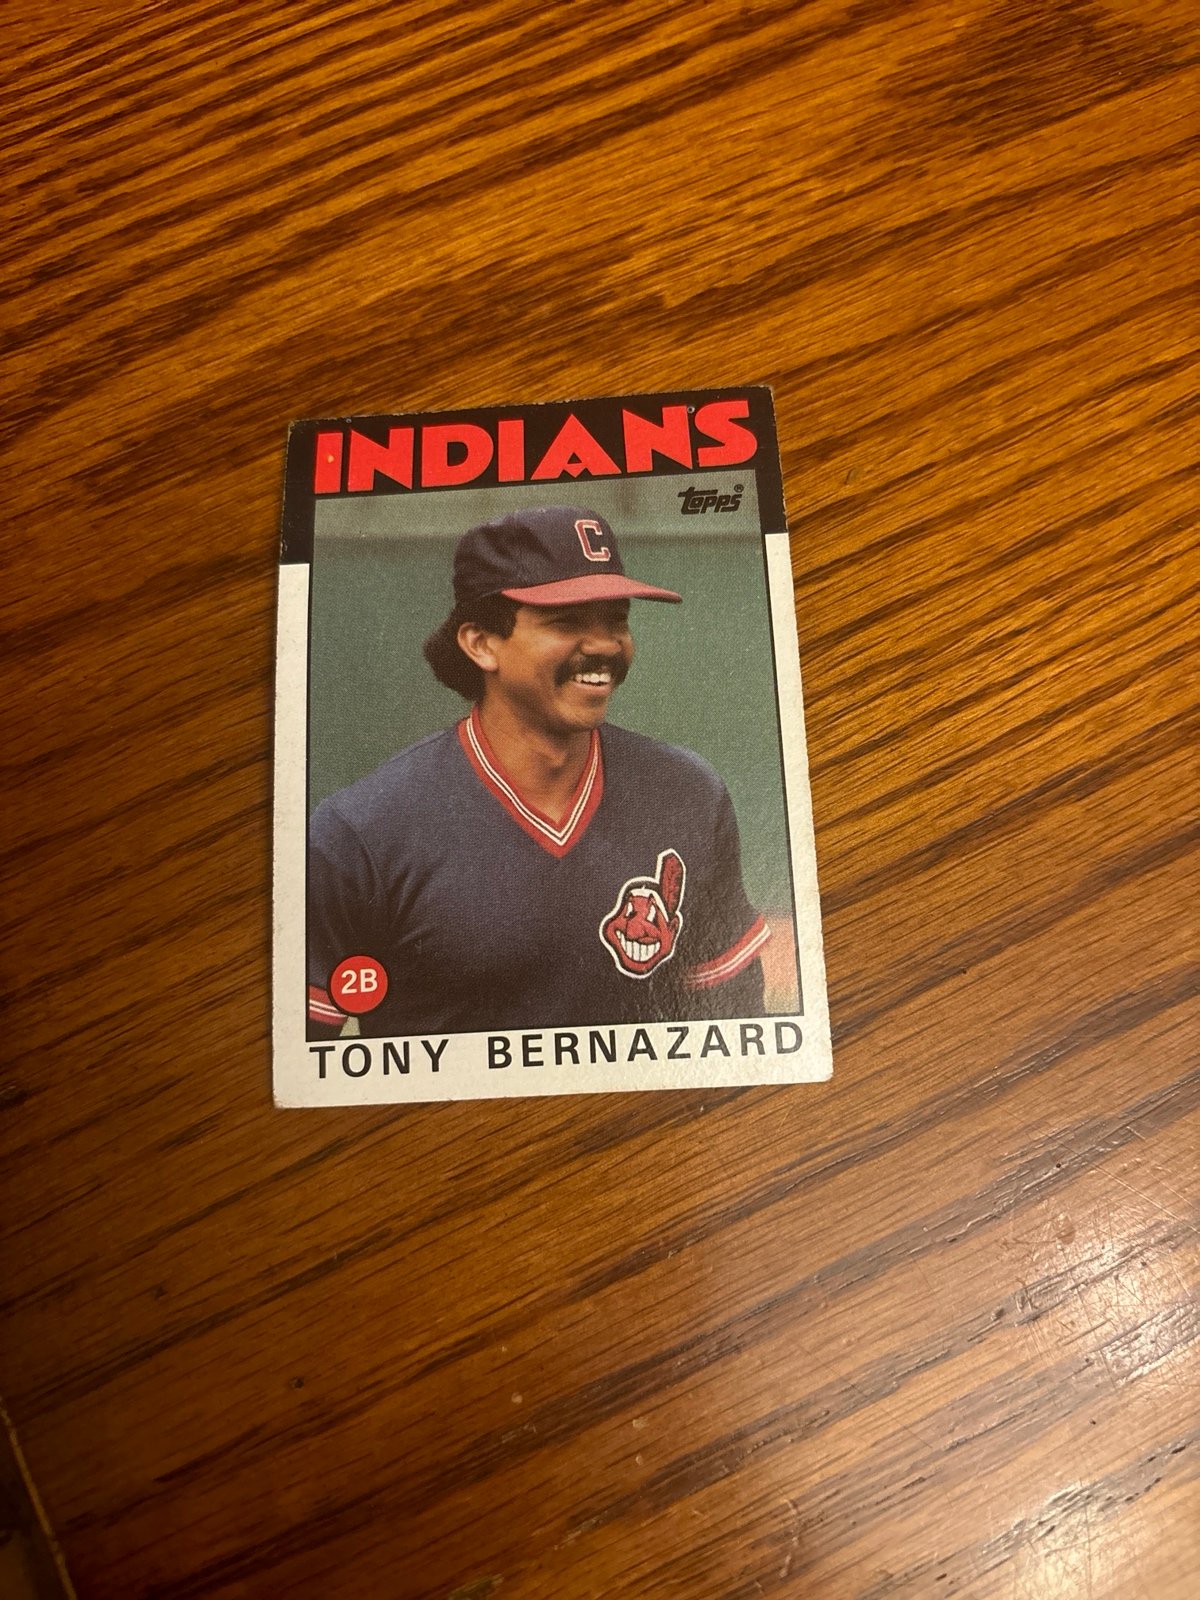 INDIANS
topps®
C
2B
TONY BERNAZARD